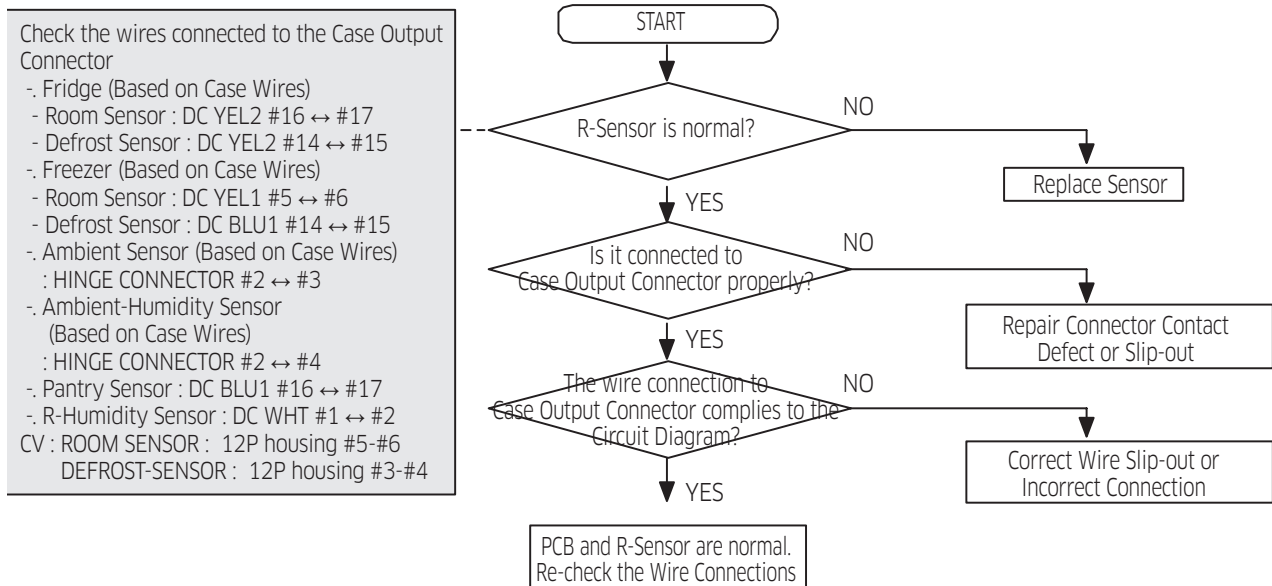 Check the wires connected to the Case Output
Connector
-. Fridge (Based on Case Wires)
- Room Sensor : DC YEL2 #16 ↔ #17
- Defrost Sensor : DC YEL2 #14 ↔ #15
-. Freezer (Based on Case Wires)
- Room Sensor : DC YEL1 #5 ↔ #6
- Defrost Sensor : DC BLU1 #14 ↔ #15
-. Ambient Sensor (Based on Case Wires)
: HINGE CONNECTOR #2 ↔ #3
-. Ambient-Humidity Sensor
(Based on Case Wires)
: HINGE CONNECTOR #2 ↔ #4
-. Pantry Sensor : DC BLU1 #16 ↔ #17
-. R-Humidity Sensor : DC WHT #1 ↔ #2
CV : ROOM SENSOR : 12P housing #5-#6
DEFROST-SENSOR : 12P housing #3-#4
START
R-Sensor is normal?
NO
Replace Sensor
YES
Is it connected to
Case Output Connector properly?
NO
Repair Connector Contact
Defect or Slip-out
YES
The wire connection to
Case Output Connector complies to the
Circuit Diagram?
NO
Correct Wire Slip-out or
Incorrect Connection
YES
PCB and R-Sensor are normal.
Re-check the Wire Connections